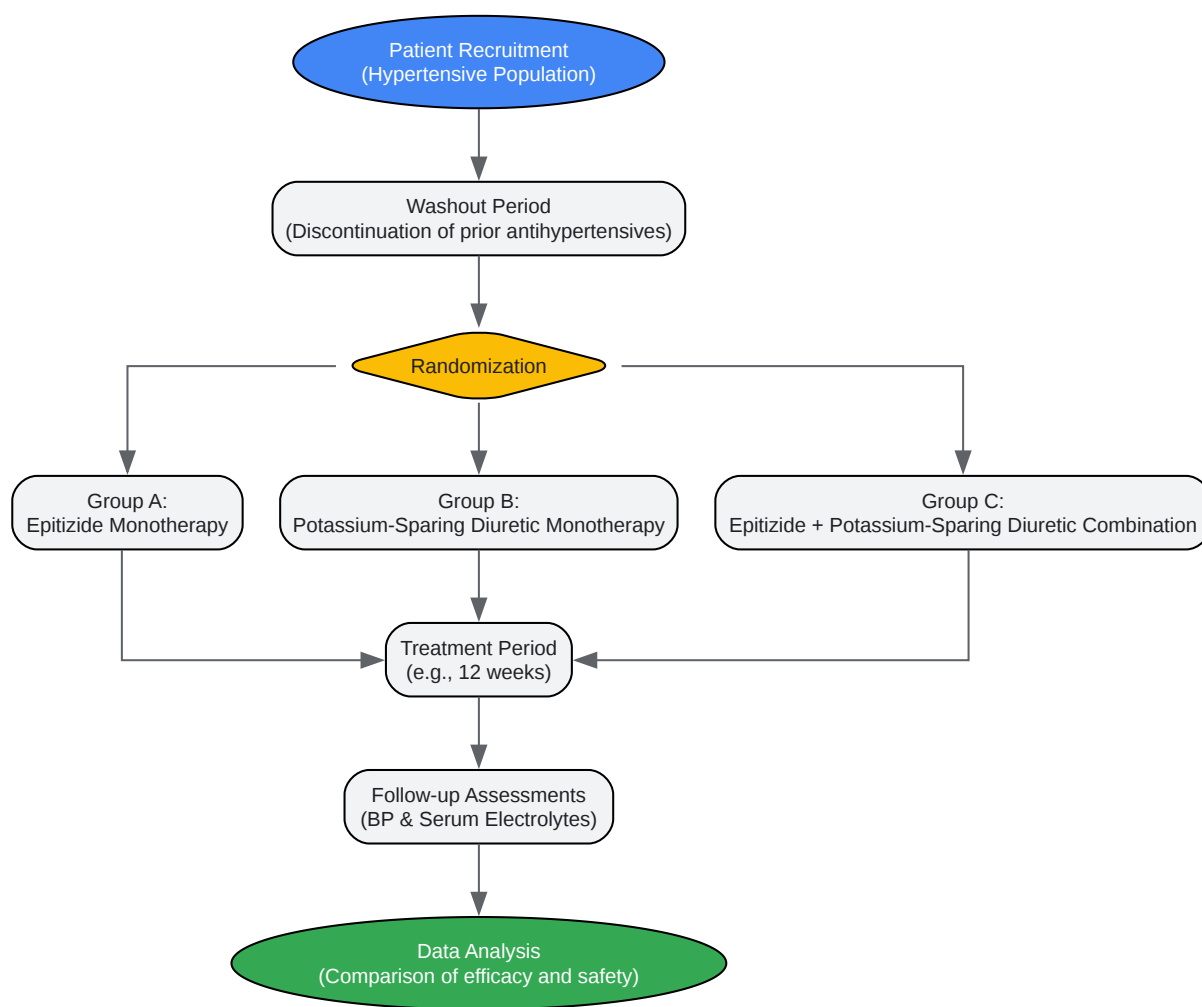 Patient Recruitment
(Hypertensive Population)
Washout Period
(Discontinuation of prior antihypertensives)
Randomization
Group A:
Epitizide Monotherapy
Group B:
Potassium-Sparing Diuretic Monotherapy
Group C:
Epitizide + Potassium-Sparing Diuretic Combination
Treatment Period
(e.g., 12 weeks)
Follow-up Assessments
(BP & Serum Electrolytes)
Data Analysis
(Comparison of efficacy and safety)